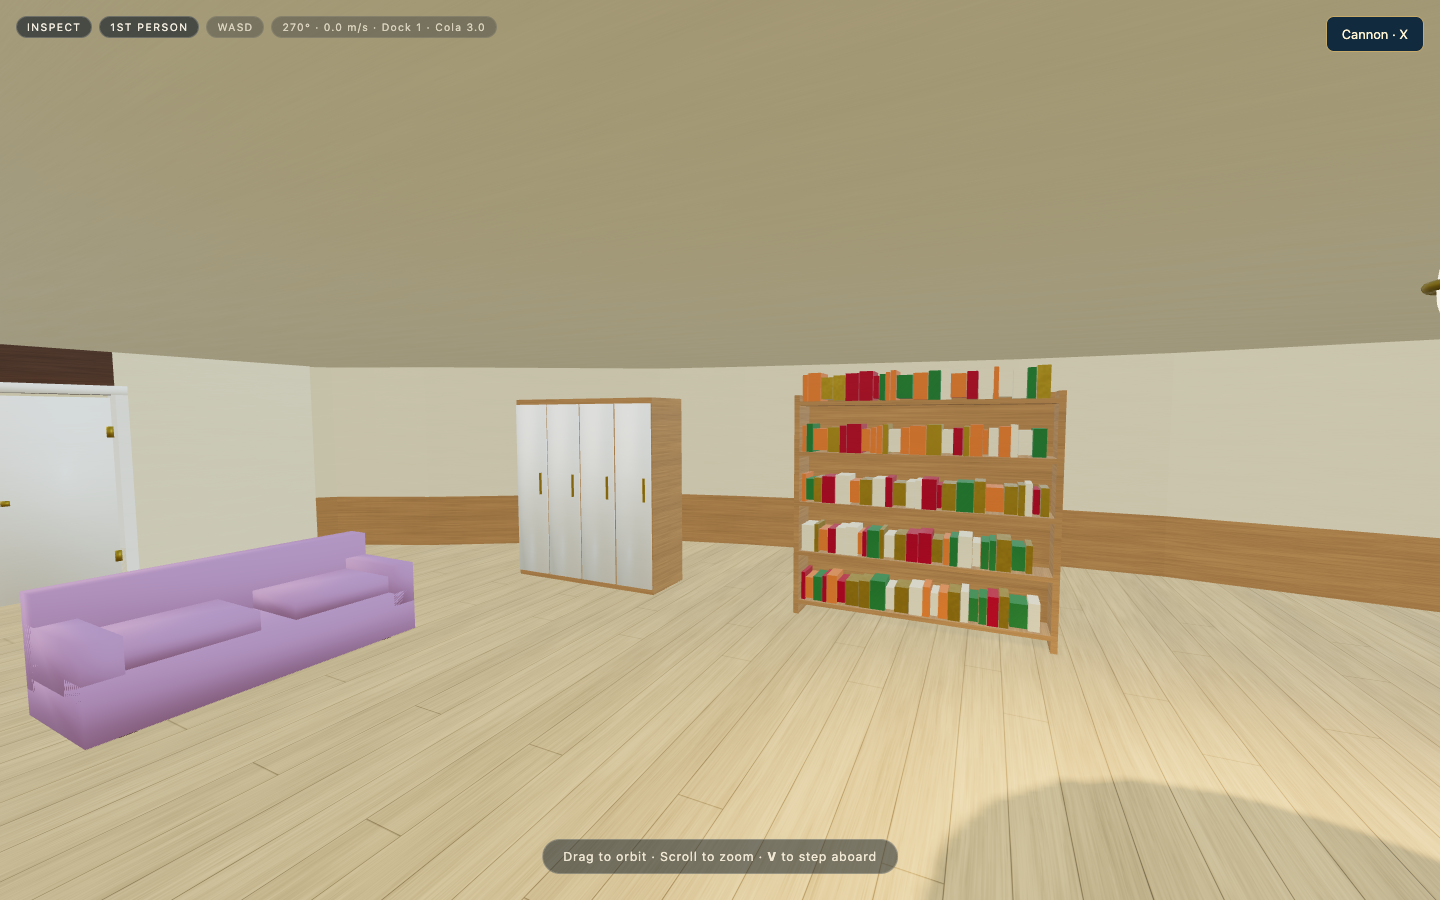 INSPECT
1ST PERSON
WASD
270° · 0.0 m/s · Dock 1 · Cola 3.0
Cannon · X
Drag to orbit · Scroll to zoom · V to step aboard